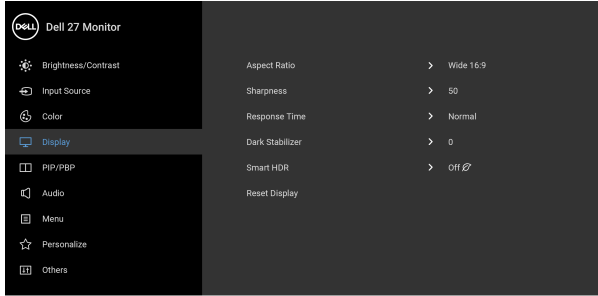 DELL Dell 27 Monitor
Brightness/Contrast
Input Source
Color
Display
PIP/PBP
Audio
Menu
Personalize
Others
Aspect Ratio Wide 16:9
Sharpness 50
Response Time Normal
Dark Stabilizer 0
Smart HDR Off
Reset Display